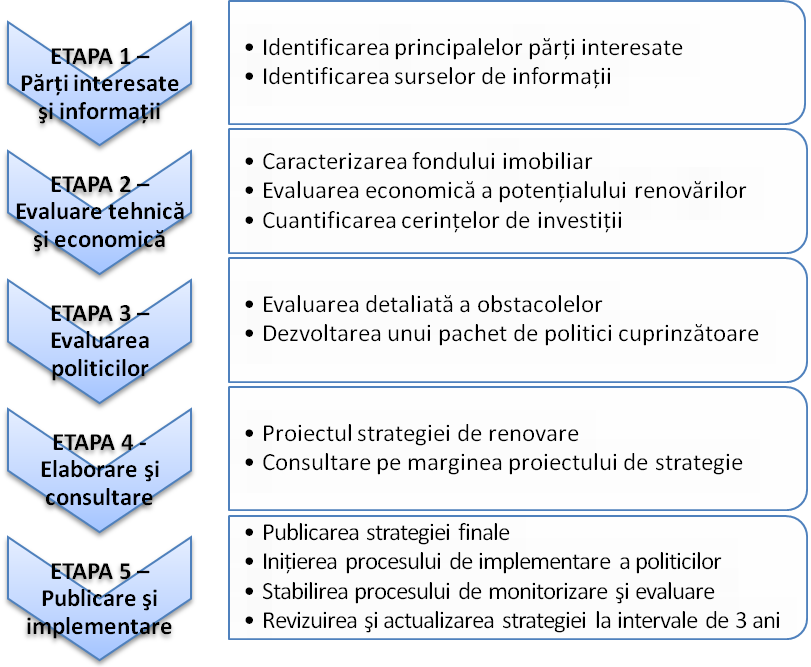 ETAPA 1 –
Părți interesate
şi informații
• Identificarea principalelor părți interesate
• Identificarea surselor de informații
ETAPA 2 –
Evaluare tehnică
şi economică
• Caracterizarea fondului imobiliar
• Evaluarea economică a potențialului renovărilor
• Cuantificarea cerințelor de investiții
ETAPA 3 –
Evaluarea
politicilor
• Evaluarea detaliată a obstacolelor
• Dezvoltarea unui pachet de politici cuprinzătoare
ETAPA 4 -
Elaborare şi
consultare
• Proiectul strategiei de renovare
• Consultare pe marginea proiectului de strategie
ETAPA 5 –
Publicare şi
implementare
• Publicarea strategiei finale
• Inițierea procesului de implementare a politicilor
• Stabilirea procesului de monitorizare şi evaluare
• Revizuirea şi actualizarea strategiei la intervale de 3 ani